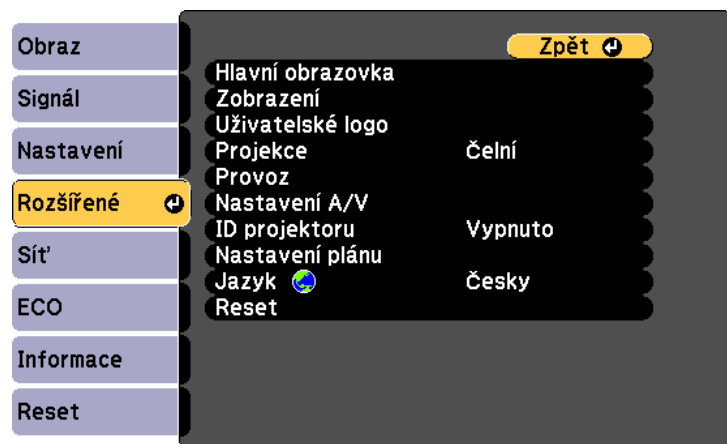 Obraz
Signál
Nastavení
Rozšířené
Síť
ECO
Informace
Reset
Zpět
Hlavní obrazovka
Zobrazení
Uživatelské logo
Projekce Čelní
Provoz
Nastavení A/V
ID projektoru Vypnuto
Nastavení plánu
Jazyk Česky
Reset